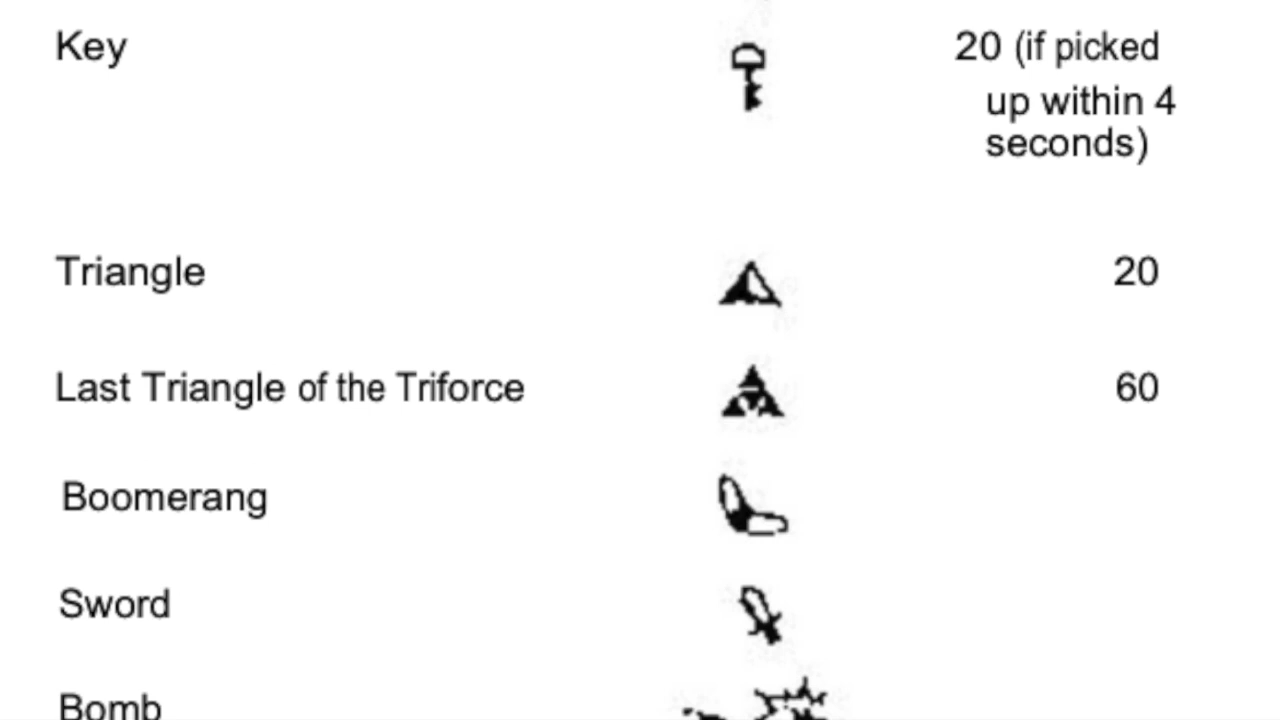 Key 20 (if picked
up within 4
seconds)
Triangle 20
Last Triangle of the Triforce 60
Boomerang
Sword
Bomb